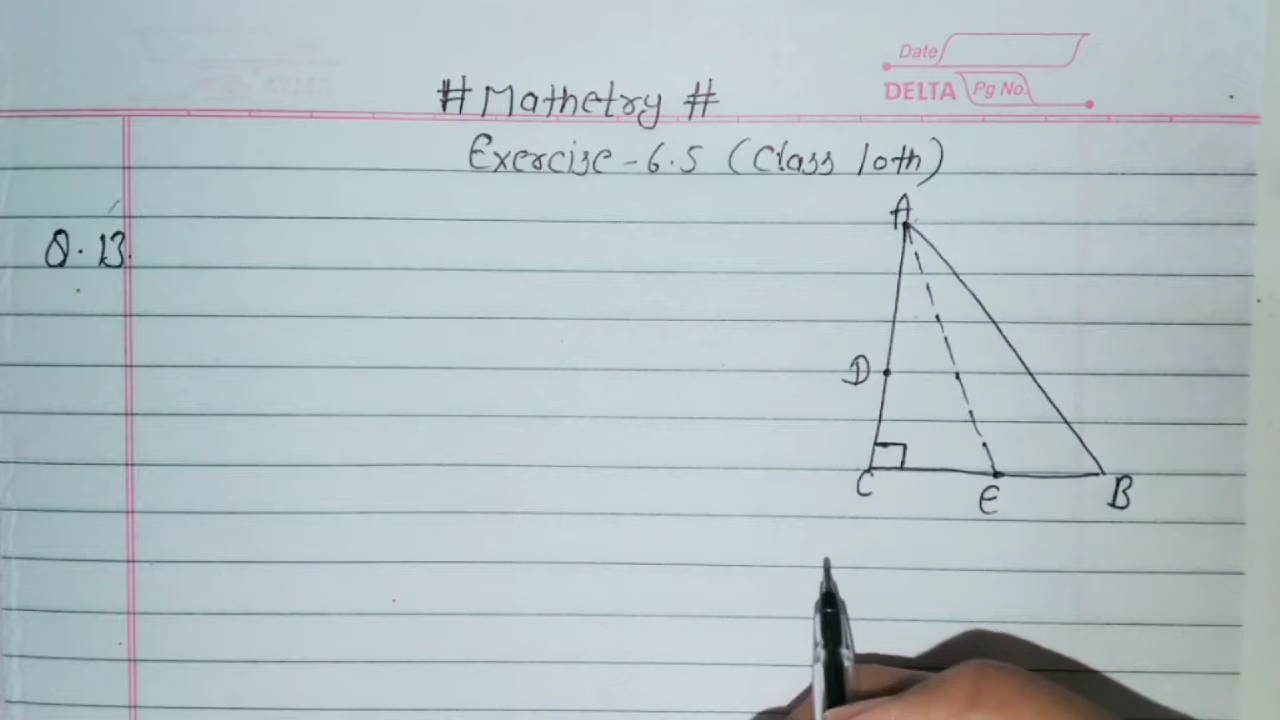 Date
DELTA Pg No.
# Mathetry #
Exercise - 6.5 (Class 10th)
Q. 13
A
D
C E B